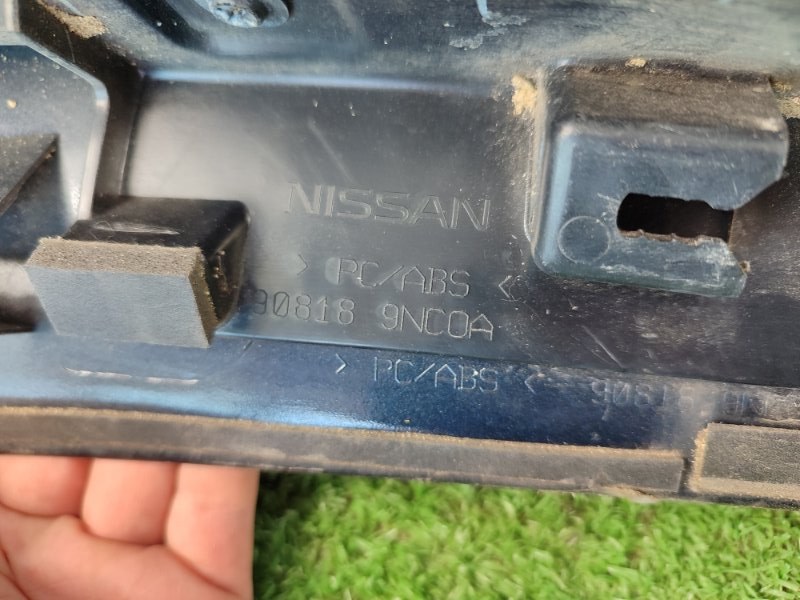 NISSAN
> PC/ABS <
90818 9NC0A
> PC/ABS <